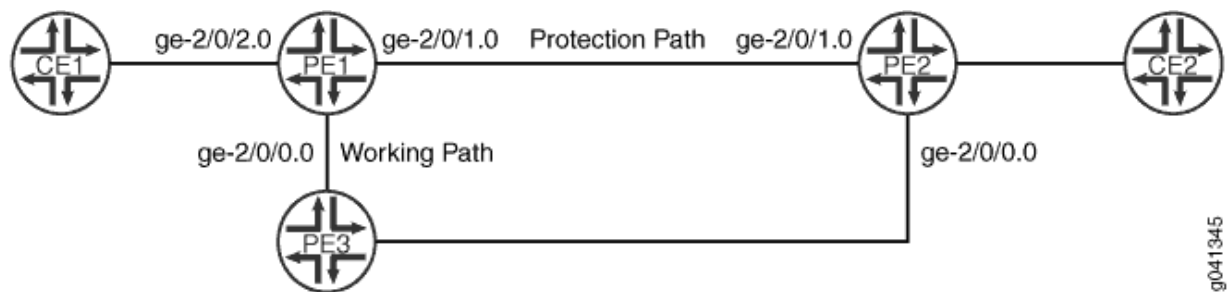 ge-2/0/2.0 ge-2/0/1.0 Protection Path ge-2/0/1.0
CE1 PE1 PE2 CE2
ge-2/0/0.0 Working Path ge-2/0/0.0
PE3
g041345